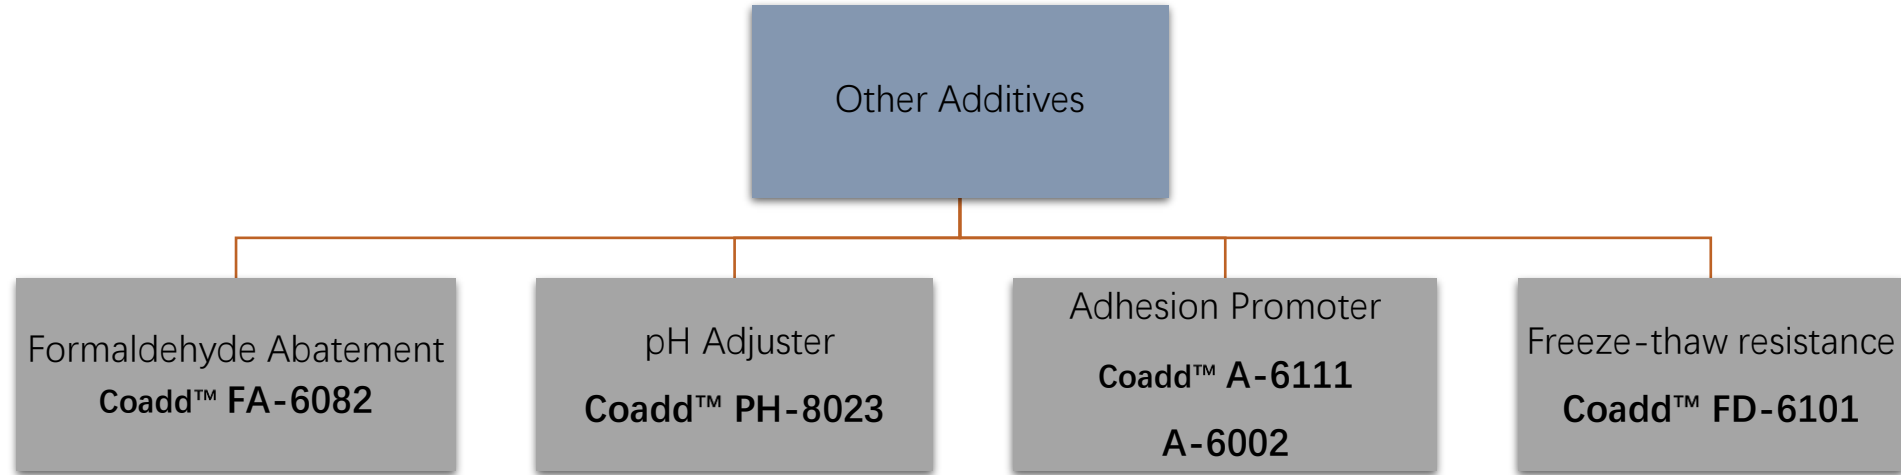 Other Additives
Formaldehyde Abatement
Coadd™ FA-6082
pH Adjuster
Coadd™ PH-8023
Adhesion Promoter
Coadd™ A-6111
A-6002
Freeze-thaw resistance
Coadd™ FD-6101